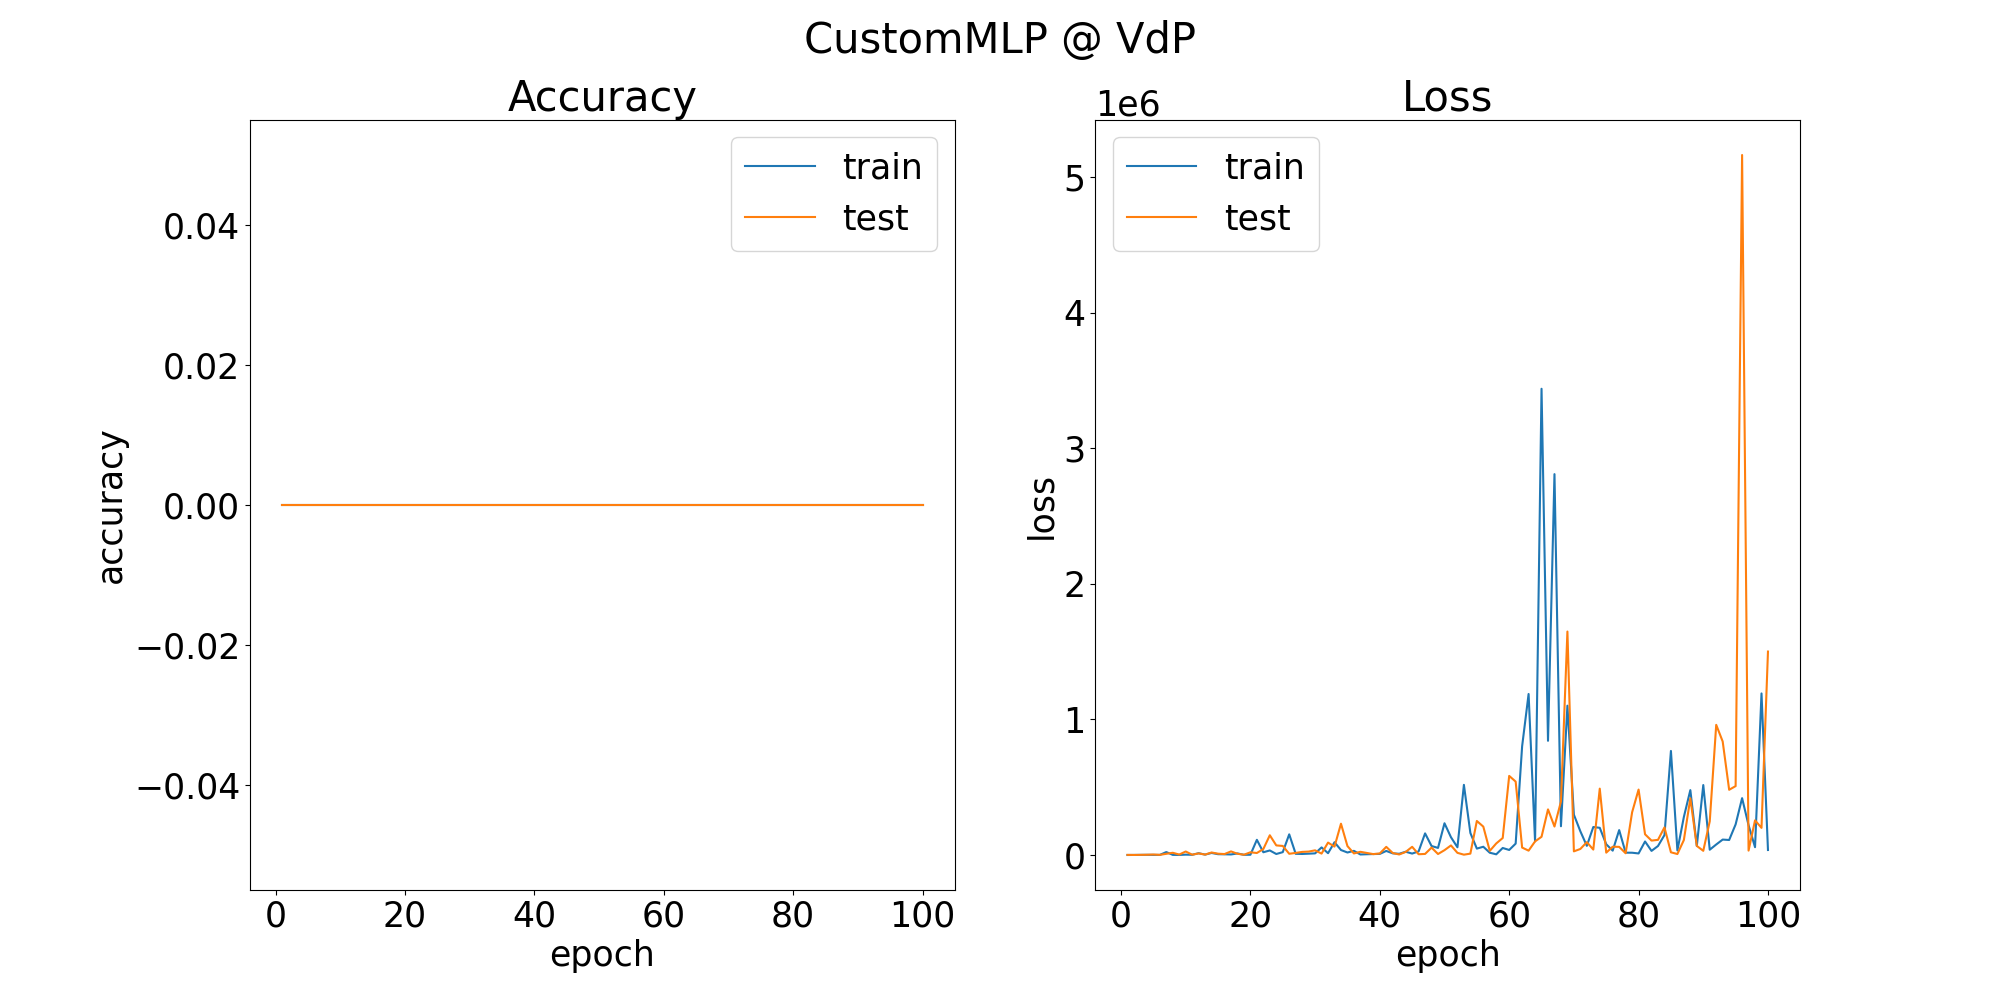 CustomMLP @ VdP
Accuracy
train
test
0.04
0.02
0.00
−0.02
−0.04
accuracy
0 20 40 60 80 100
epoch
Loss
1e6
train
test
5
4
3
2
1
0
loss
0 20 40 60 80 100
epoch